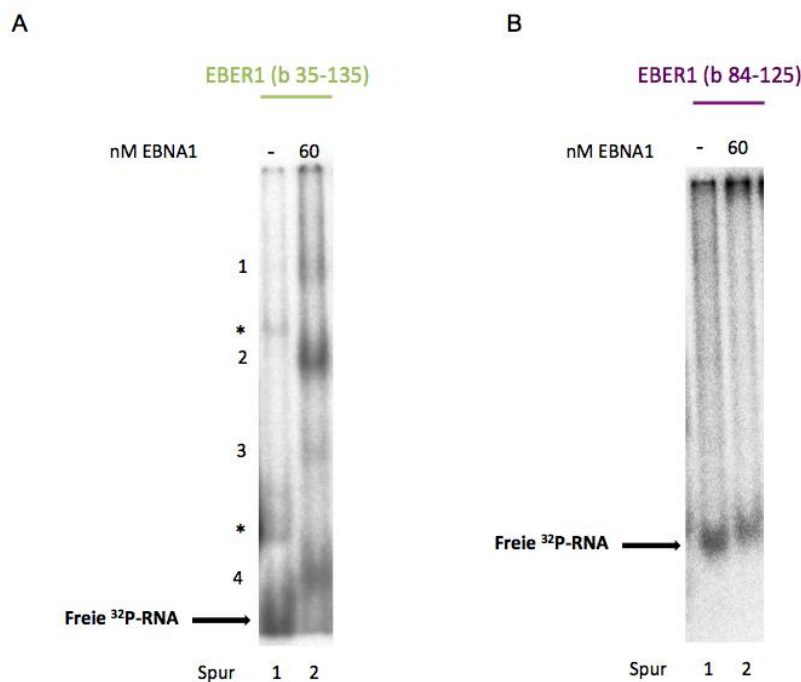 A
EBER1 (b 35-135)
nM EBNA1 - 60
1
*
2
3
*
4
Freie ³²P-RNA
Spur 1 2
B
EBER1 (b 84-125)
nM EBNA1 - 60
Freie ³²P-RNA
Spur 1 2